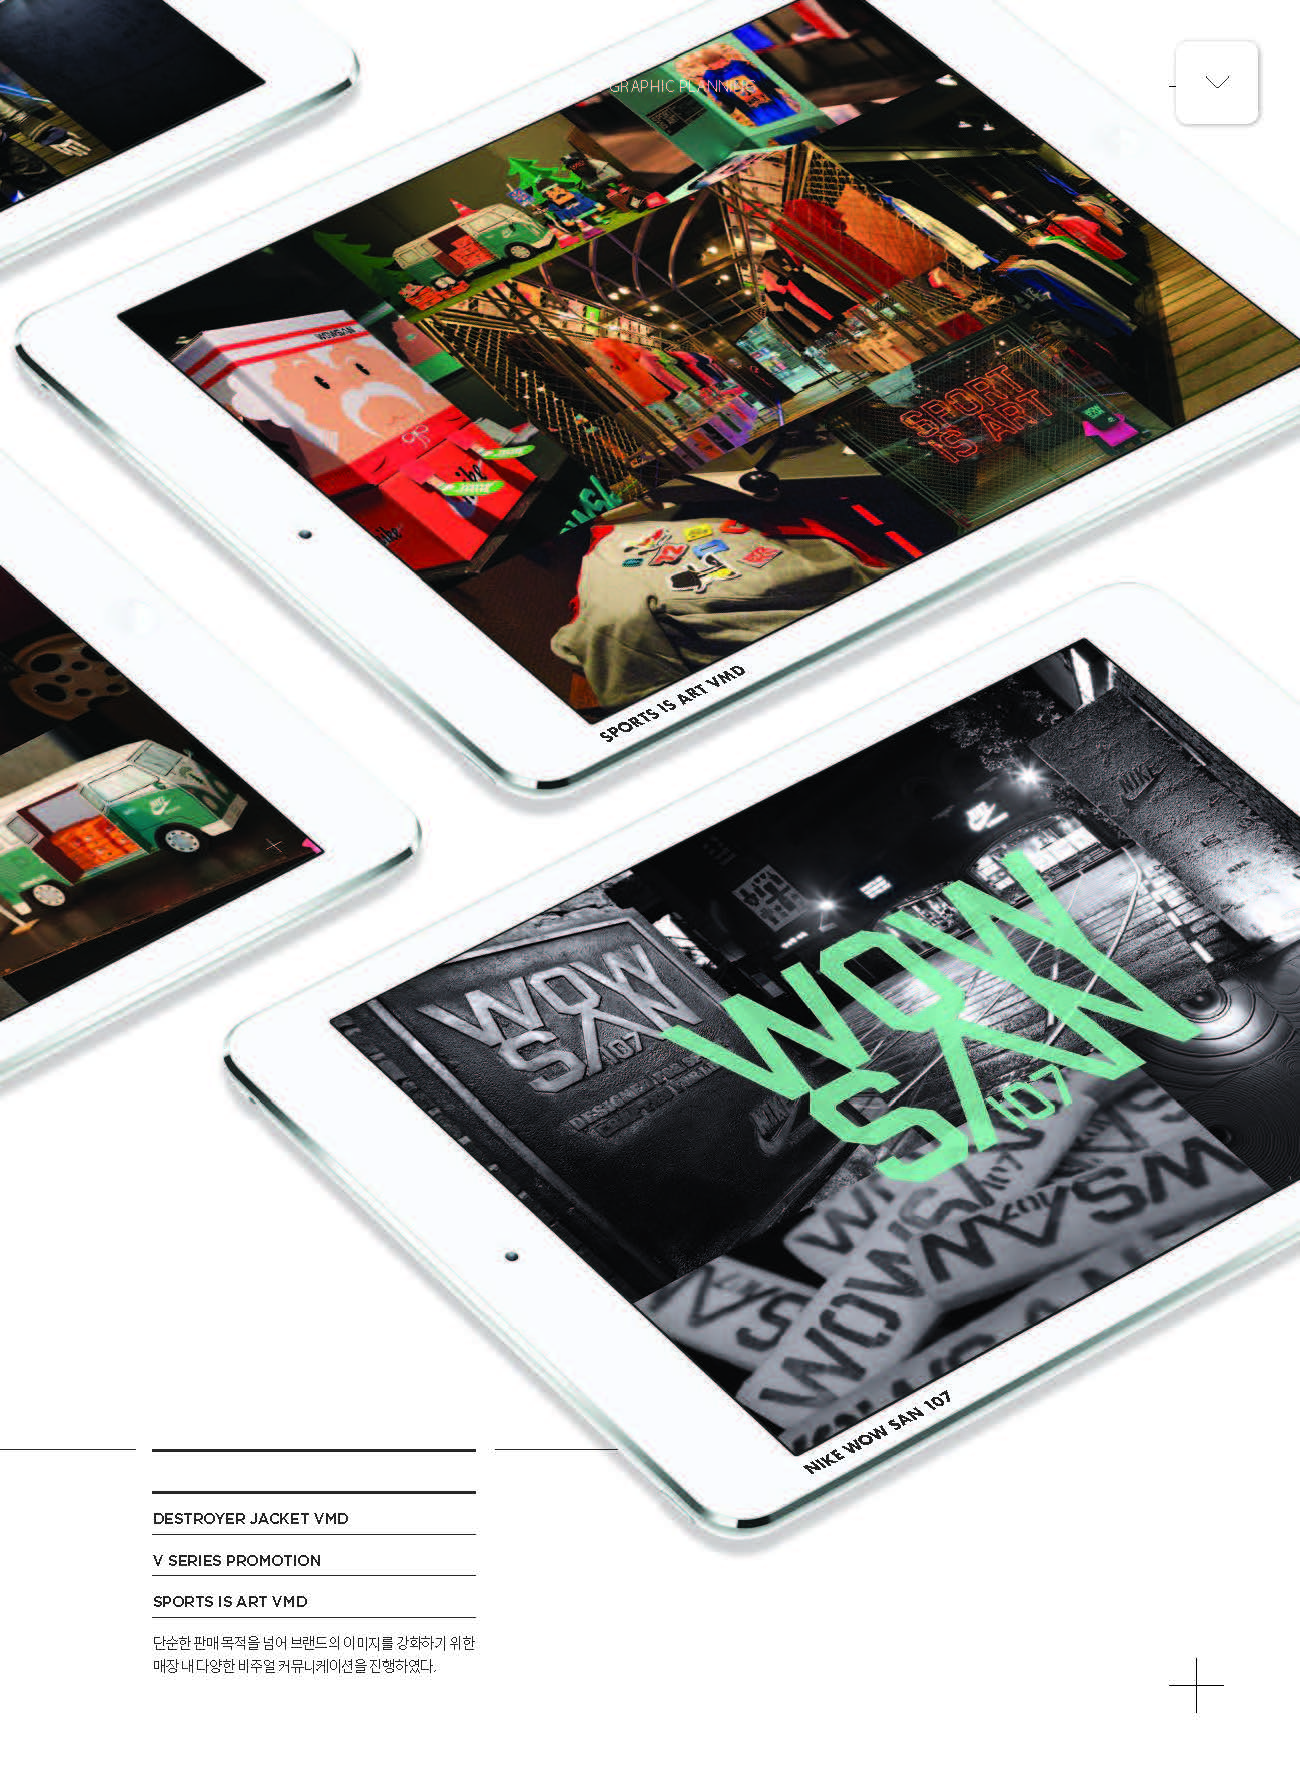 GRAPHIC PLANNING
SPORT
IS ART
SPORTS IS ART VMD
NIKE
NIKE
WOW
SAN
107
WOW
SAN
107
NIKE
NIKE WOW SAN 107
DESTROYER JACKET VMD
V SERIES PROMOTION
SPORTS IS ART VMD
단순한 판매 목적을 넘어 브랜드의 이미지를 강화하기 위한
매장 내 다양한 비주얼 커뮤니케이션을 진행하였다.